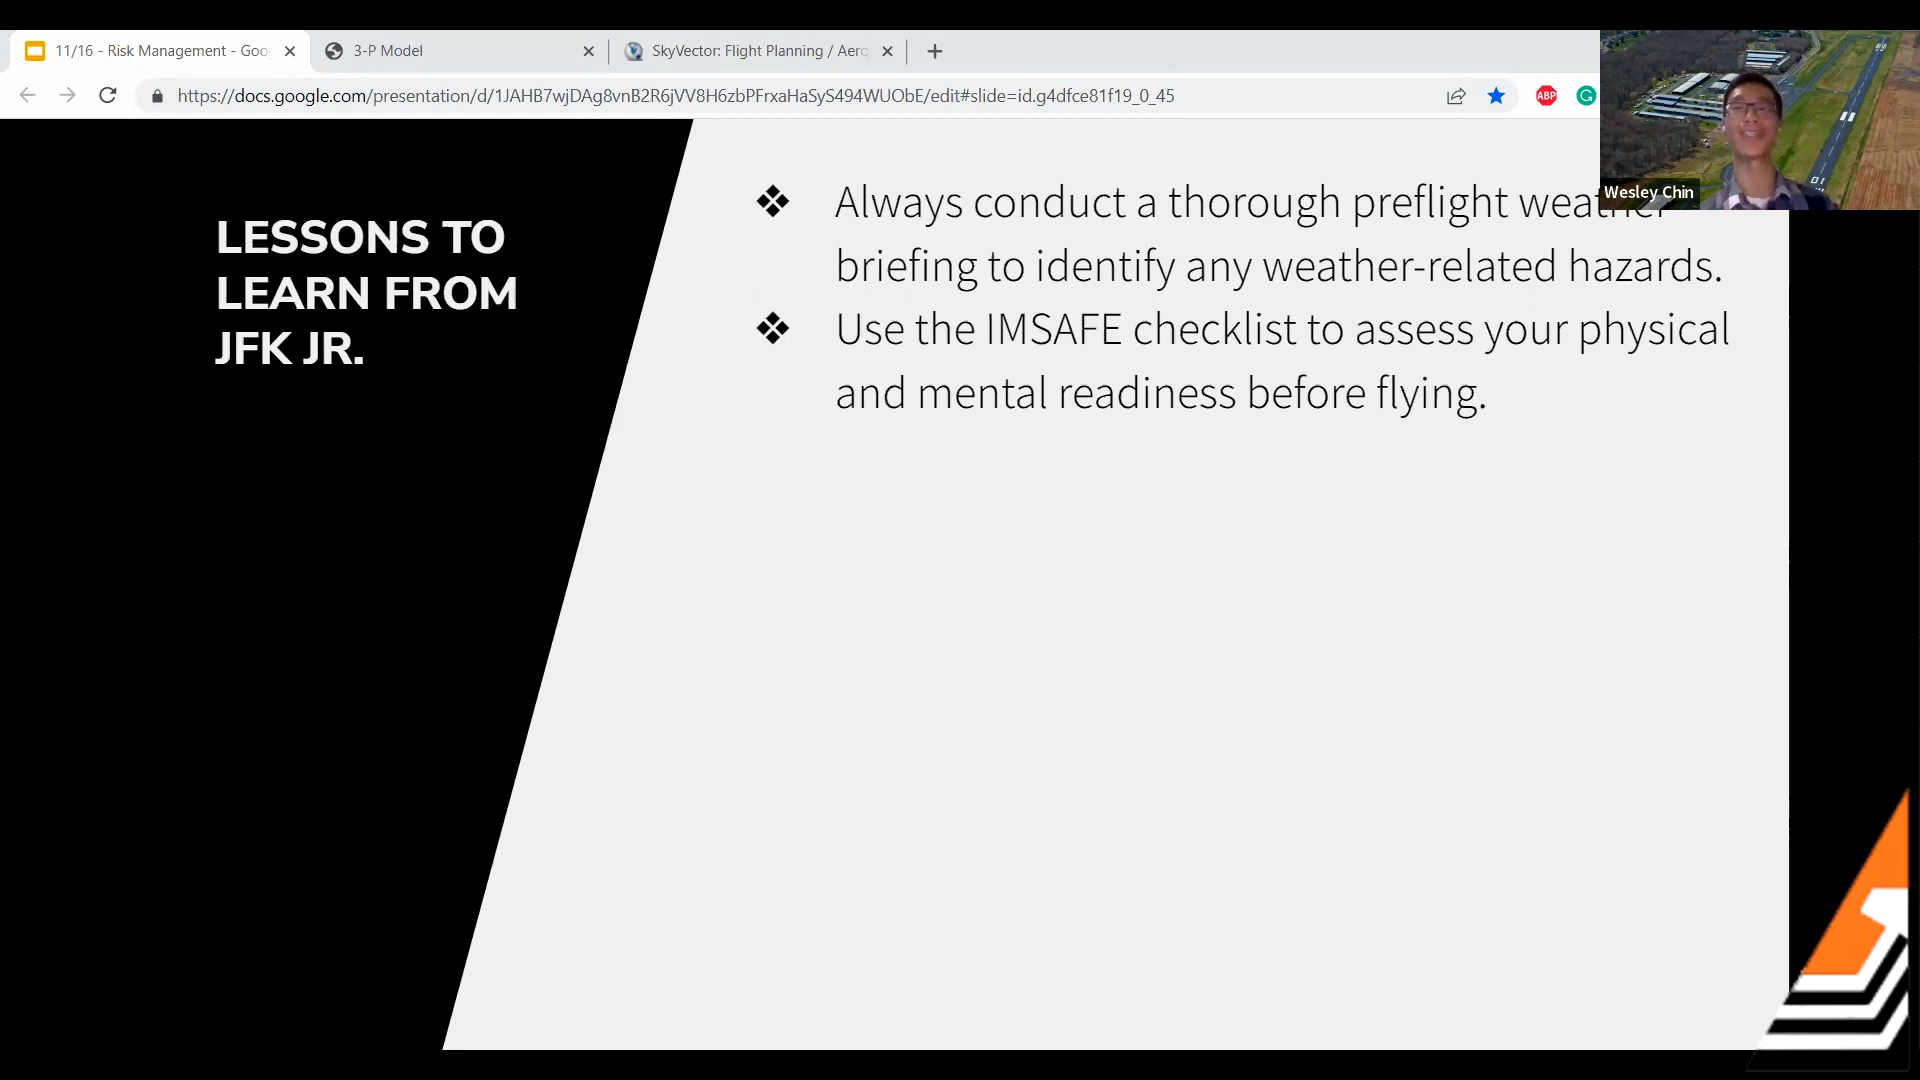 11/16 - Risk Management - Goo
3-P Model
SkyVector: Flight Planning / Aero
https://docs.google.com/presentation/d/1JAHB7wjDAg8vnB2R6jVV8H6zbPFrxaHaSyS494WUObE/edit#slide=id.g4dfce81f19_0_45
ABP
Wesley Chin
LESSONS TO
LEARN FROM
JFK JR.
❖ Always conduct a thorough preflight weather
briefing to identify any weather-related hazards.
❖ Use the IMSAFE checklist to assess your physical
and mental readiness before flying.